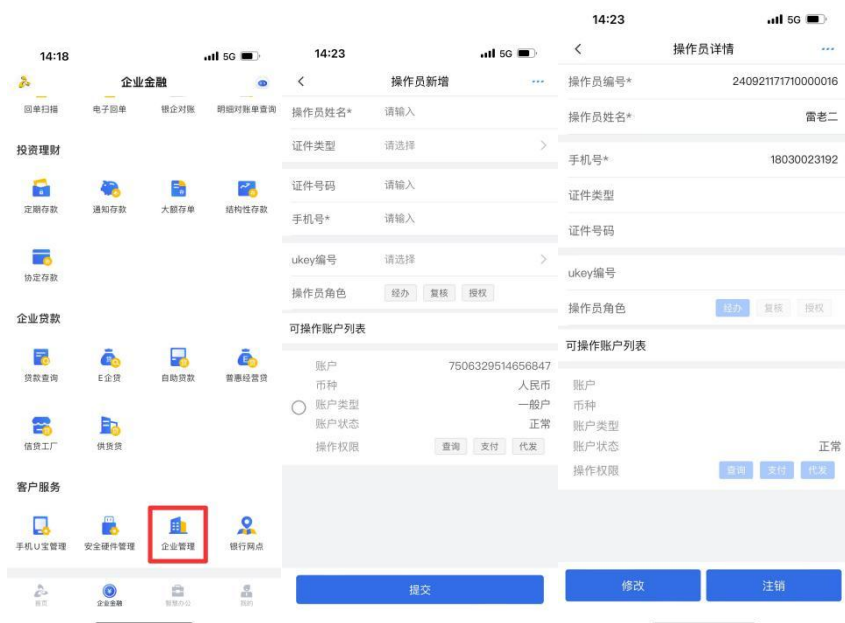 14:18
5G
企业金融
回单扫描 电子回单 银企对账 明细对账单查询
投资理财
定期存款 通知存款 大额存单 结构性存款
协定存款
企业贷款
贷款查询 E企贷 自助贷款 普惠经营贷
信贷工厂 供货贷
客户服务
手机U宝管理 安全硬件管理 企业管理 银行网点
首页 企业金融 智慧办公 我的
14:23
5G
操作员新增
操作员姓名* 请输入
证件类型 请选择
证件号码 请输入
手机号* 请输入
ukey编号 请选择
操作员角色 经办 复核 授权
可操作账户列表
账户 7506329514656847
币种 人民币
账户类型 一般户
账户状态 正常
操作权限 查询 支付 代发
提交
14:23
5G
操作员详情
操作员编号* 240921171710000016
操作员姓名* 雷老二
手机号* 18030023192
证件类型
证件号码
ukey编号
操作员角色 经办 复核 授权
可操作账户列表
账户
币种
账户类型
账户状态 正常
操作权限 查询 支付 代发
修改 注销